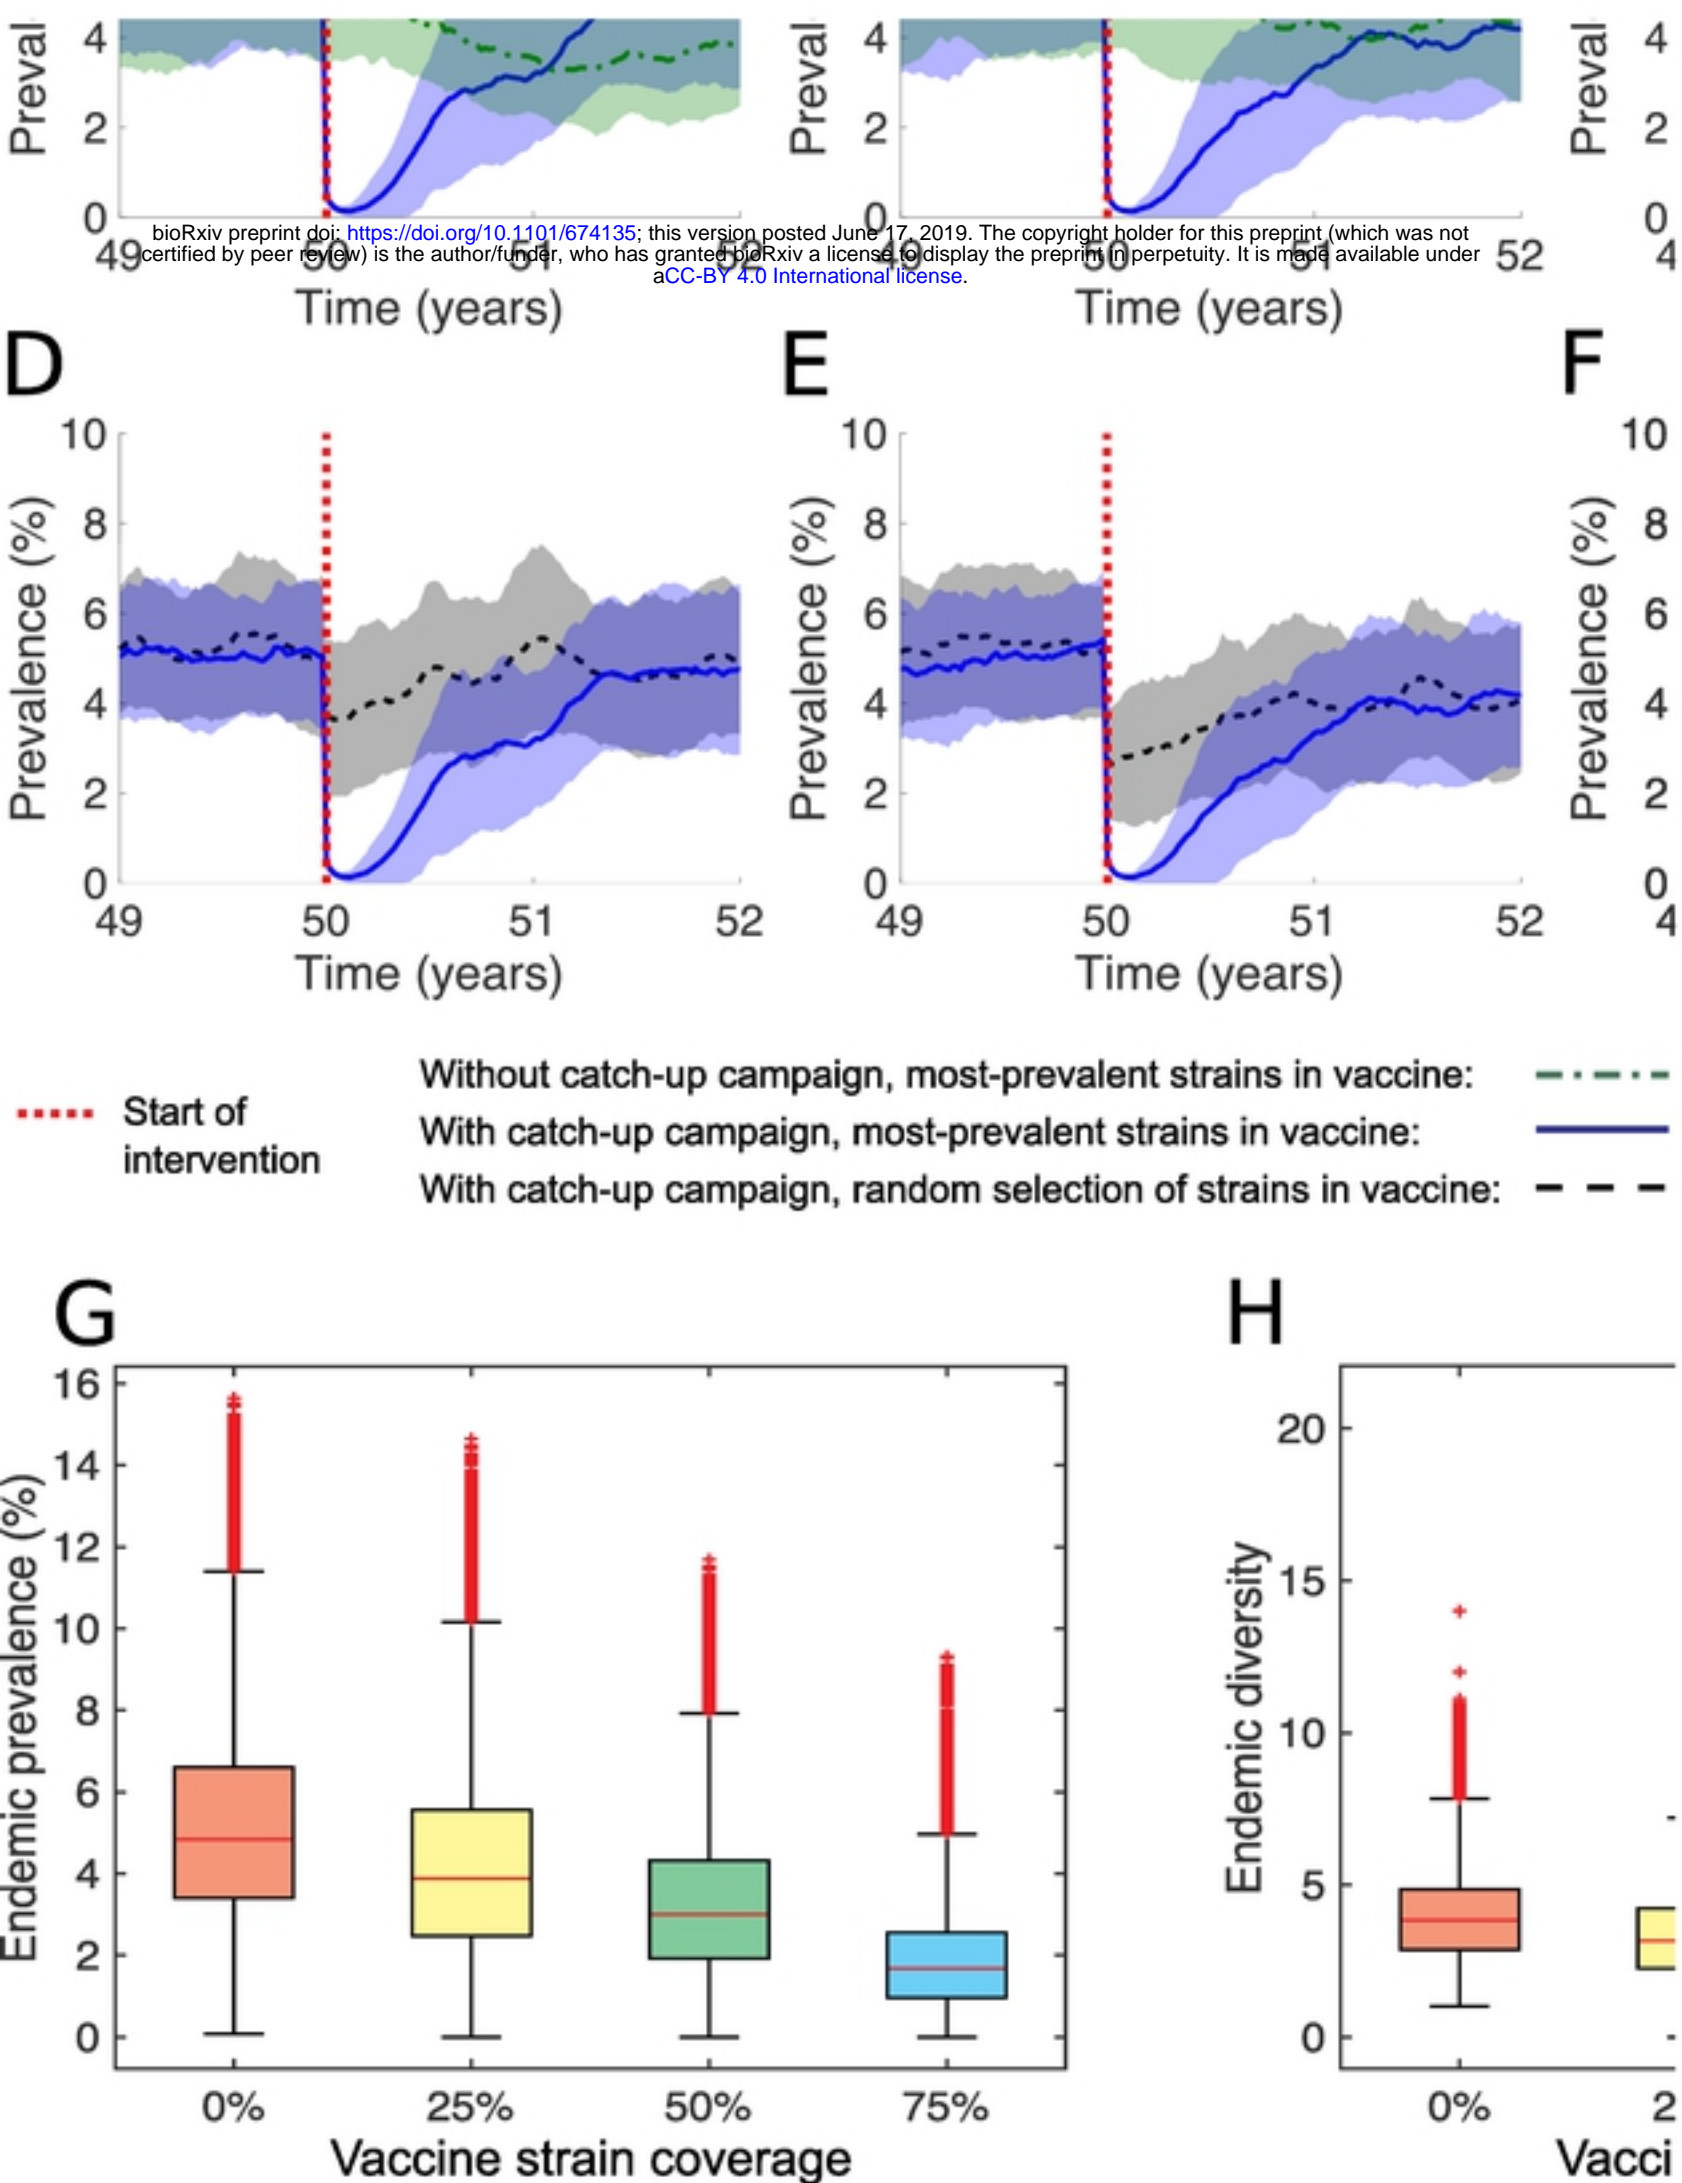 Preval 4 2 0 Preval 4 2 0 Preval 4 2 0
bioRxiv preprint doi: https://doi.org/10.1101/674135; this version posted June 17, 2019. The copyright holder for this preprint (which was not
certified by peer review) is the author/funder, who has granted bioRxiv a license to display the preprint in perpetuity. It is made available under
aCC-BY 4.0 International license.
49 50 51 52 49 50 51 52 4
Time (years) Time (years)
D E F
Prevalence (%) 10 8 6 4 2 0 Prevalence (%) 10 8 6 4 2 0 Prevalence (%) 10 8 6 4 2 0
49 50 51 52 49 50 51 52 4
Time (years) Time (years)
Start of
intervention
Without catch-up campaign, most-prevalent strains in vaccine:
With catch-up campaign, most-prevalent strains in vaccine:
With catch-up campaign, random selection of strains in vaccine:
G H
Endemic prevalence (%)
16
14
12
10
8
6
4
2
0
0% 25% 50% 75%
Vaccine strain coverage
Endemic diversity
20
15
10
5
0
0% 2
Vacci